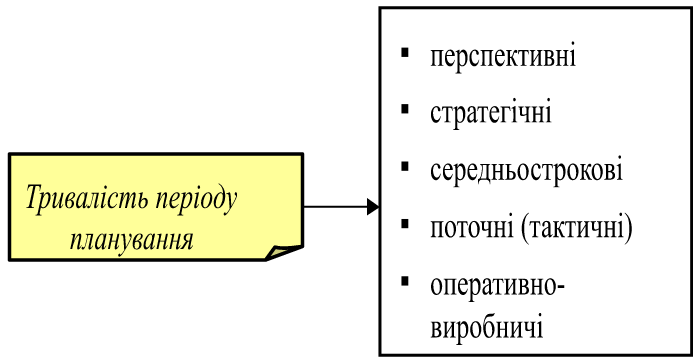 Тривалість періоду
планування
▪ перспективні
▪ стратегічні
▪ середньострокові
▪ поточні (тактичні)
▪ оперативно-
виробничі